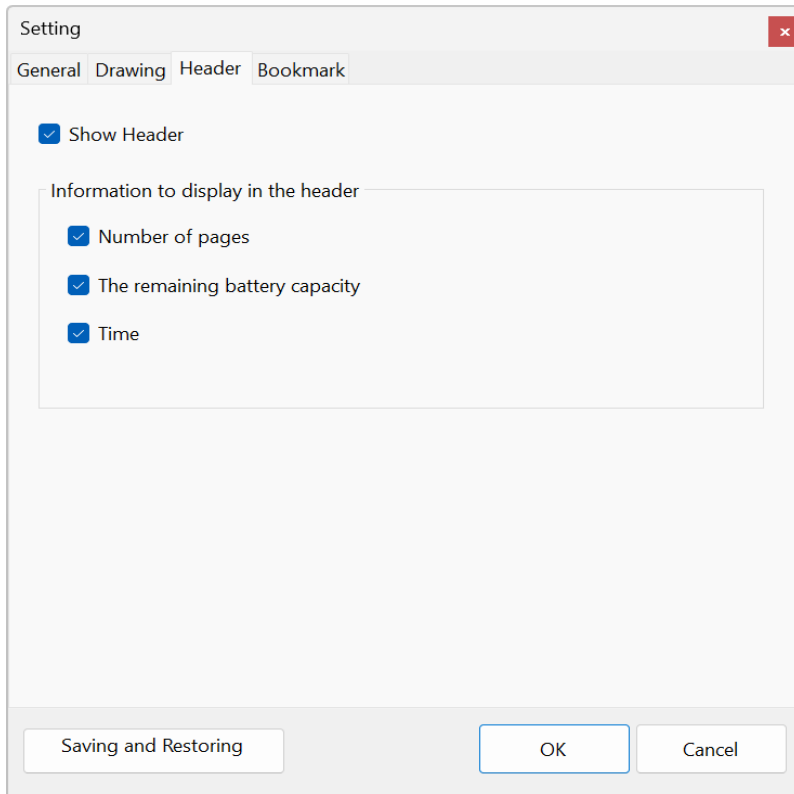 Setting
General Drawing Header Bookmark
Show Header
Information to display in the header
Number of pages
The remaining battery capacity
Time
Saving and Restoring OK Cancel